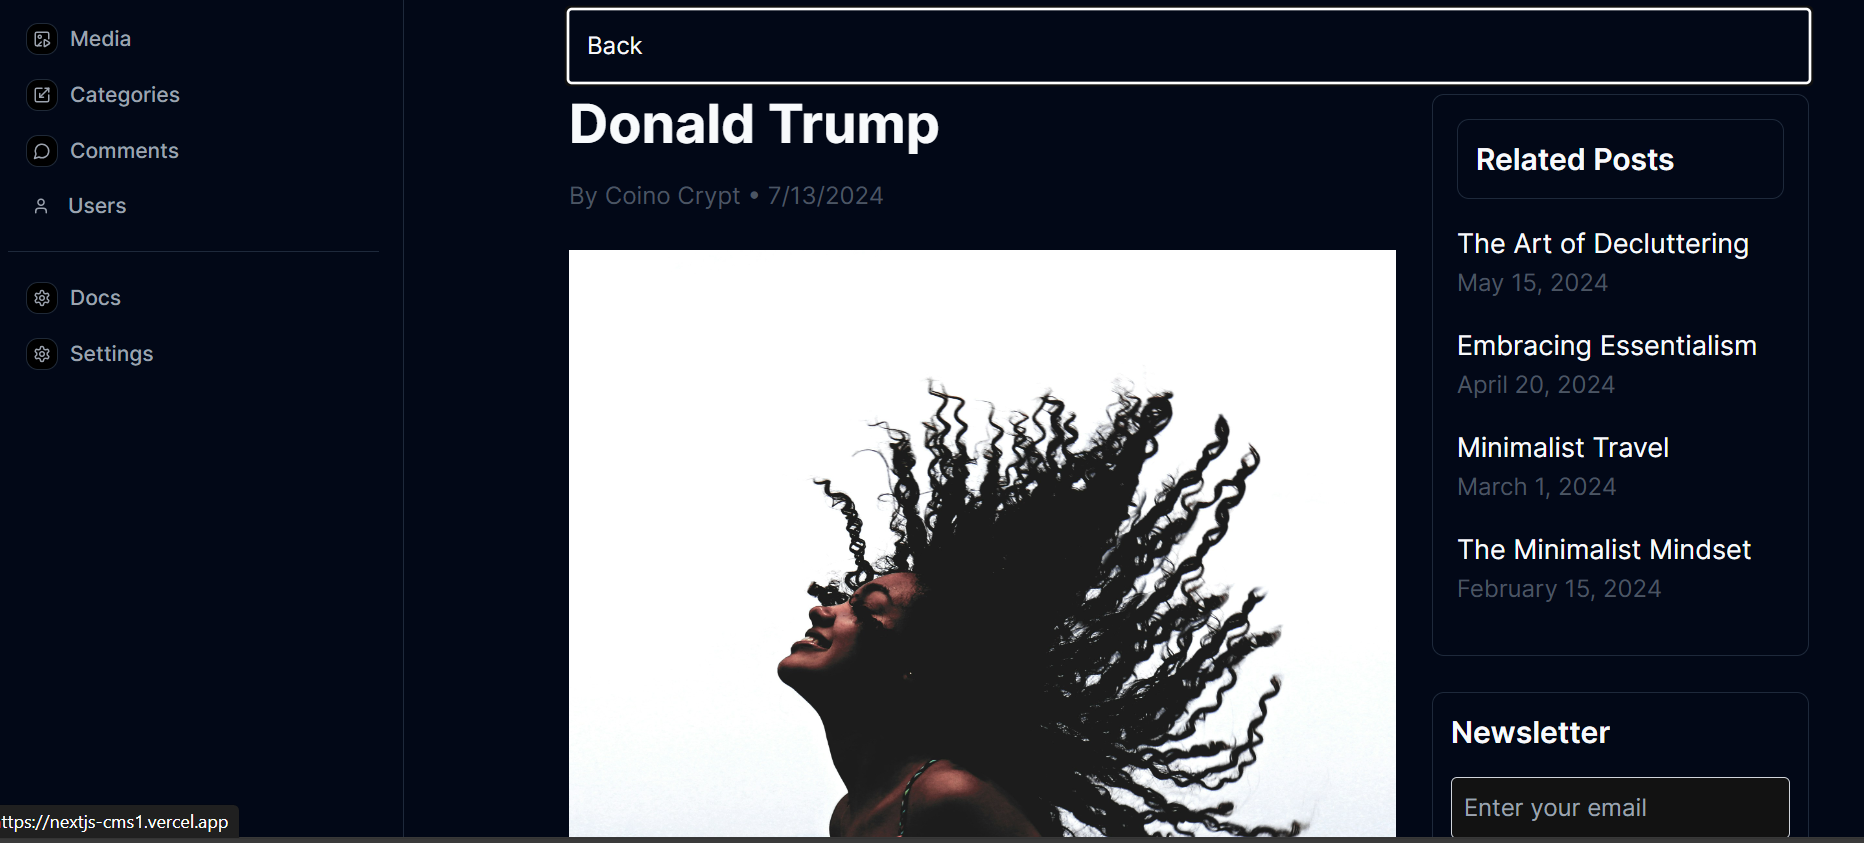 Media
Categories
Comments
Users
Docs
Settings
Back
Donald Trump
By Coino Crypt • 7/13/2024
Related Posts
The Art of Decluttering
May 15, 2024
Embracing Essentialism
April 20, 2024
Minimalist Travel
March 1, 2024
The Minimalist Mindset
February 15, 2024
Newsletter
Enter your email
ttps://nextjs-cms1.vercel.app